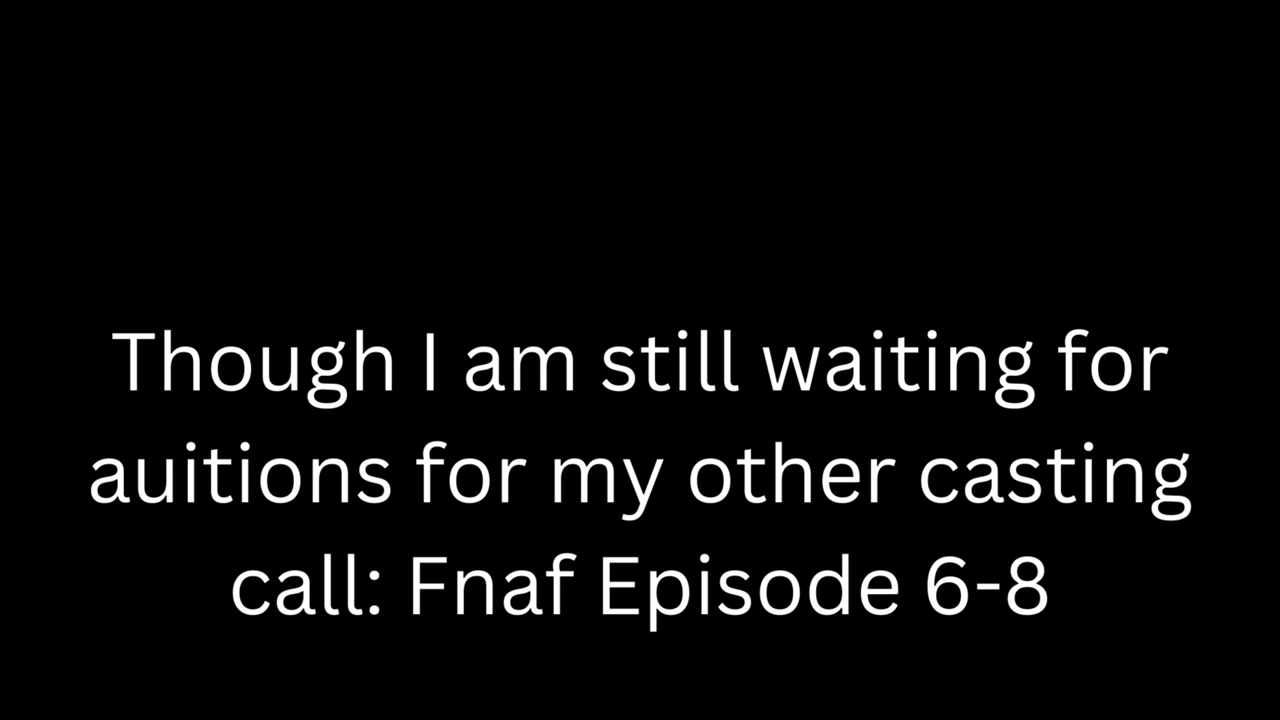 Though I am still waiting for
auitions for my other casting
call: Fnaf Episode 6-8